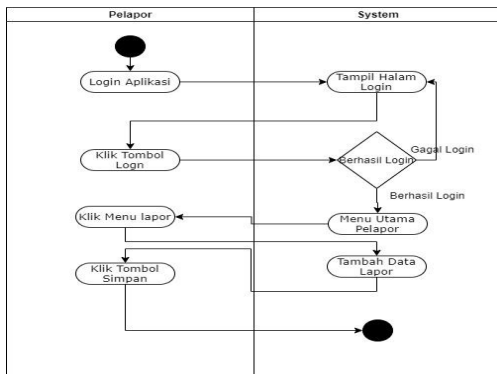 Pelapor
System
Login Aplikasi
Tampil Halam
Login
Klik Tombol
Logn
Berhasil Login
Gagal Login
Berhasil Login
Klik Menu lapor
Menu Utama
Pelapor
Klik Tombol
Simpan
Tambah Data
Lapor